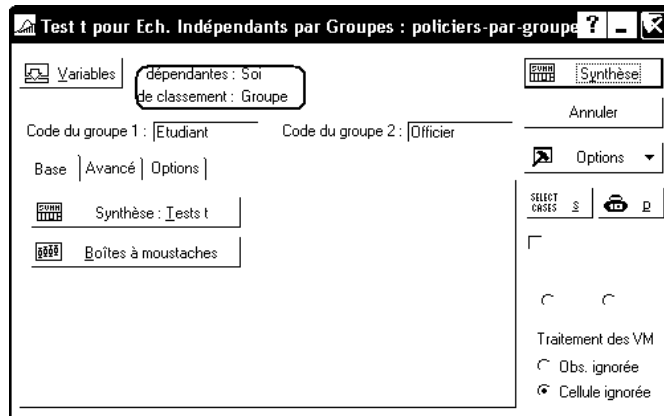 Test t pour Ech. Indépendants par Groupes : policiers-par-groupe
Variables
dépendantes : Soi
de classement : Groupe
Code du groupe 1 : Etudiant
Code du groupe 2 : Officier
Base
Avancé
Options
Synthèse : Tests t
Boîtes à moustaches
Synthèse
Annuler
Options
SELECT CASES S
D
Traitement des VM
Obs. ignorée
Cellule ignorée